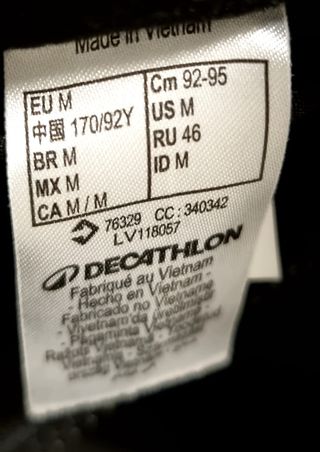 Made in Vietnam
EU M
中国 170/92Y
BR M
MX M
CA M / M
Cm 92-95
US M
RU 46
ID M
76329 CC : 340342
LV118057
DECATHLON
Fabriqué au Vietnam -
Hecho en Vietnam -
Fabricado no Vietname